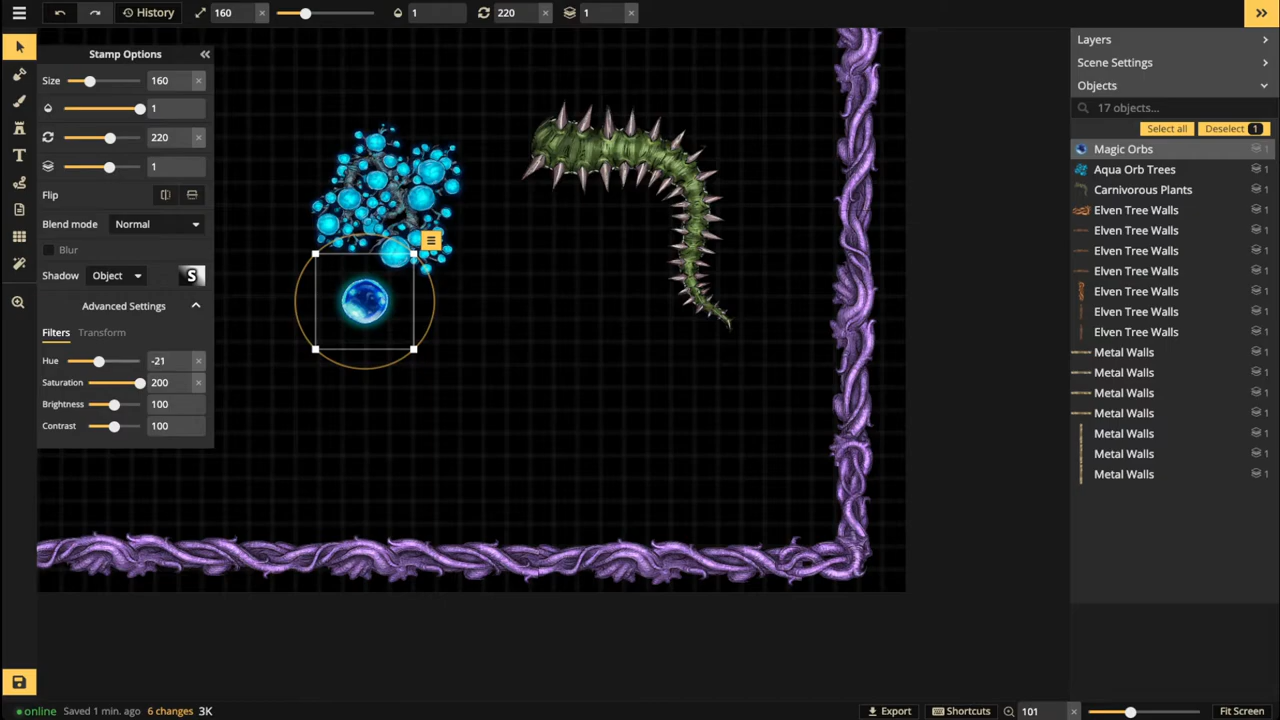 History 160 1 220 1
Stamp Options
Size 160
1
220
1
Flip
Blend mode Normal
Blur
Shadow Object S
Advanced Settings
Filters Transform
Hue -21
Saturation 200
Brightness 100
Contrast 100
Layers
Scene Settings
Objects
17 objects...
Select all Deselect 1
Magic Orbs 1
Aqua Orb Trees 1
Carnivorous Plants 1
Elven Tree Walls 1
Elven Tree Walls 1
Elven Tree Walls 1
Elven Tree Walls 1
Elven Tree Walls 1
Elven Tree Walls 1
Elven Tree Walls 1
Metal Walls 1
Metal Walls 1
Metal Walls 1
Metal Walls 1
Metal Walls 1
Metal Walls 1
Metal Walls 1
online Saved 1 min. ago 6 changes 3K Export Shortcuts 101 Fit Screen